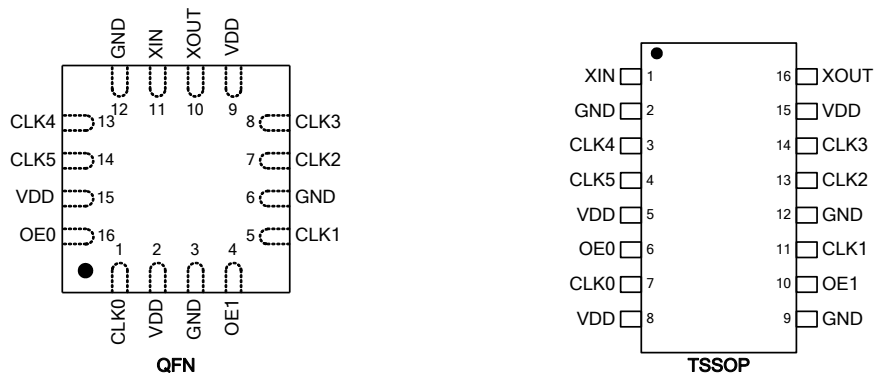 GND XIN XOUT VDD
12 11 10 9
CLK4 13 8 CLK3
CLK5 14 7 CLK2
VDD 15 6 GND
OE0 16 5 CLK1
1 2 3 4
CLK0 VDD GND OE1
QFN
XIN 1 16 XOUT
GND 2 15 VDD
CLK4 3 14 CLK3
CLK5 4 13 CLK2
VDD 5 12 GND
OE0 6 11 CLK1
CLK0 7 10 OE1
VDD 8 9 GND
TSSOP